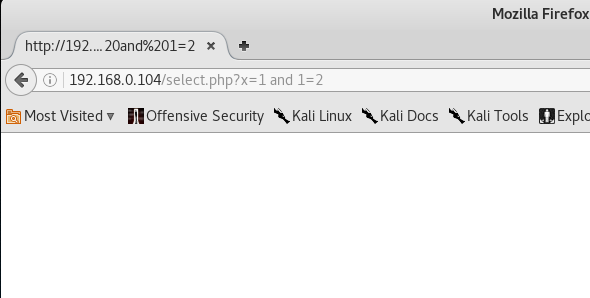 Mozilla Firefox
http://192.... 20and%201=2
192.168.0.104/select.php?x=1 and 1=2
Most Visited Offensive Security Kali Linux Kali Docs Kali Tools Explo